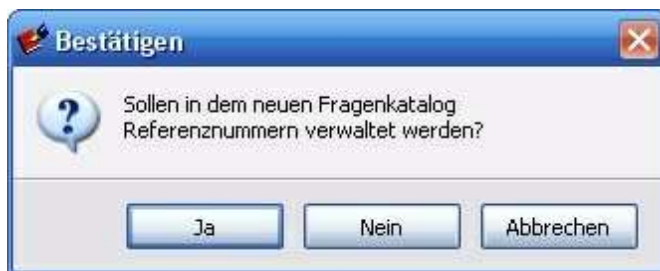 Bestätigen
Sollen in dem neuen Fragenkatalog
Referenznummern verwaltet werden?
Ja
Nein
Abbrechen